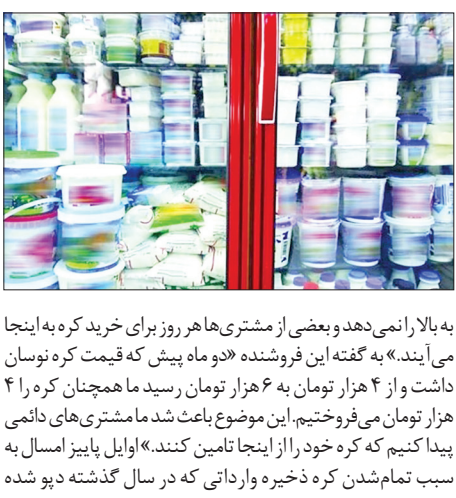 به بالا را نمی‌دهد و بعضی از مشتری‌ها هر روز برای خرید کره به اینجا
می‌آیند.» به گفته این فروشنده «دو ماه پیش که قیمت کره نوسان
داشت و از ۴ هزار تومان به ۶ هزار تومان رسید ما همچنان کره را ۴
هزار تومان می‌فروختیم. این موضوع باعث شد ما مشتری‌های دائمی
پیدا کنیم که کره خود را از اینجا تامین کنند.» اوایل پاییز امسال به
سبب تمام‌شدن کره ذخیره وارداتی که در سال گذشته دپو شده